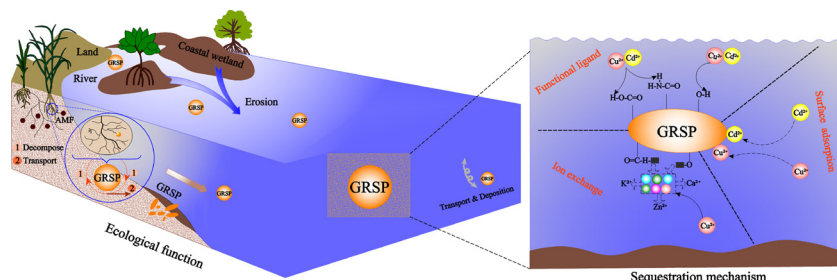 Land
River
Coastal wetland
GRSP
GRSP
GRSP
Erosion
AMF
1 Decompose
2 Transport
1
GRSP
1
2
GRSP
GRSP
Ecological function
GRSP
GRSP
Transport & Deposition
Functional ligand
Cu²⁺ Cd²⁺
H
H-N-C=O
H-O-C=O
Cu²⁺ Cd²⁺
O-H
GRSP
Cd²⁺
Cu²⁺
Cd²⁺
Surface adsorption
Cu²⁺
Ion exchange
O=C-H
O
Ca²⁺
Zn²⁺
Cu²⁺
Sequestration mechanism